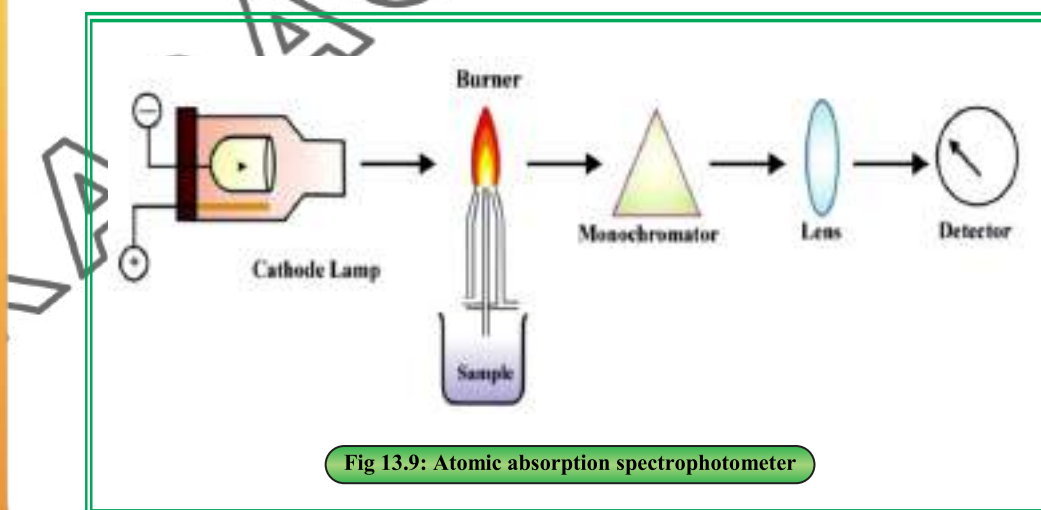 Burner
Monochromator
Lens
Detector
Cathode Lamp
Sample
Fig 13.9: Atomic absorption spectrophotometer